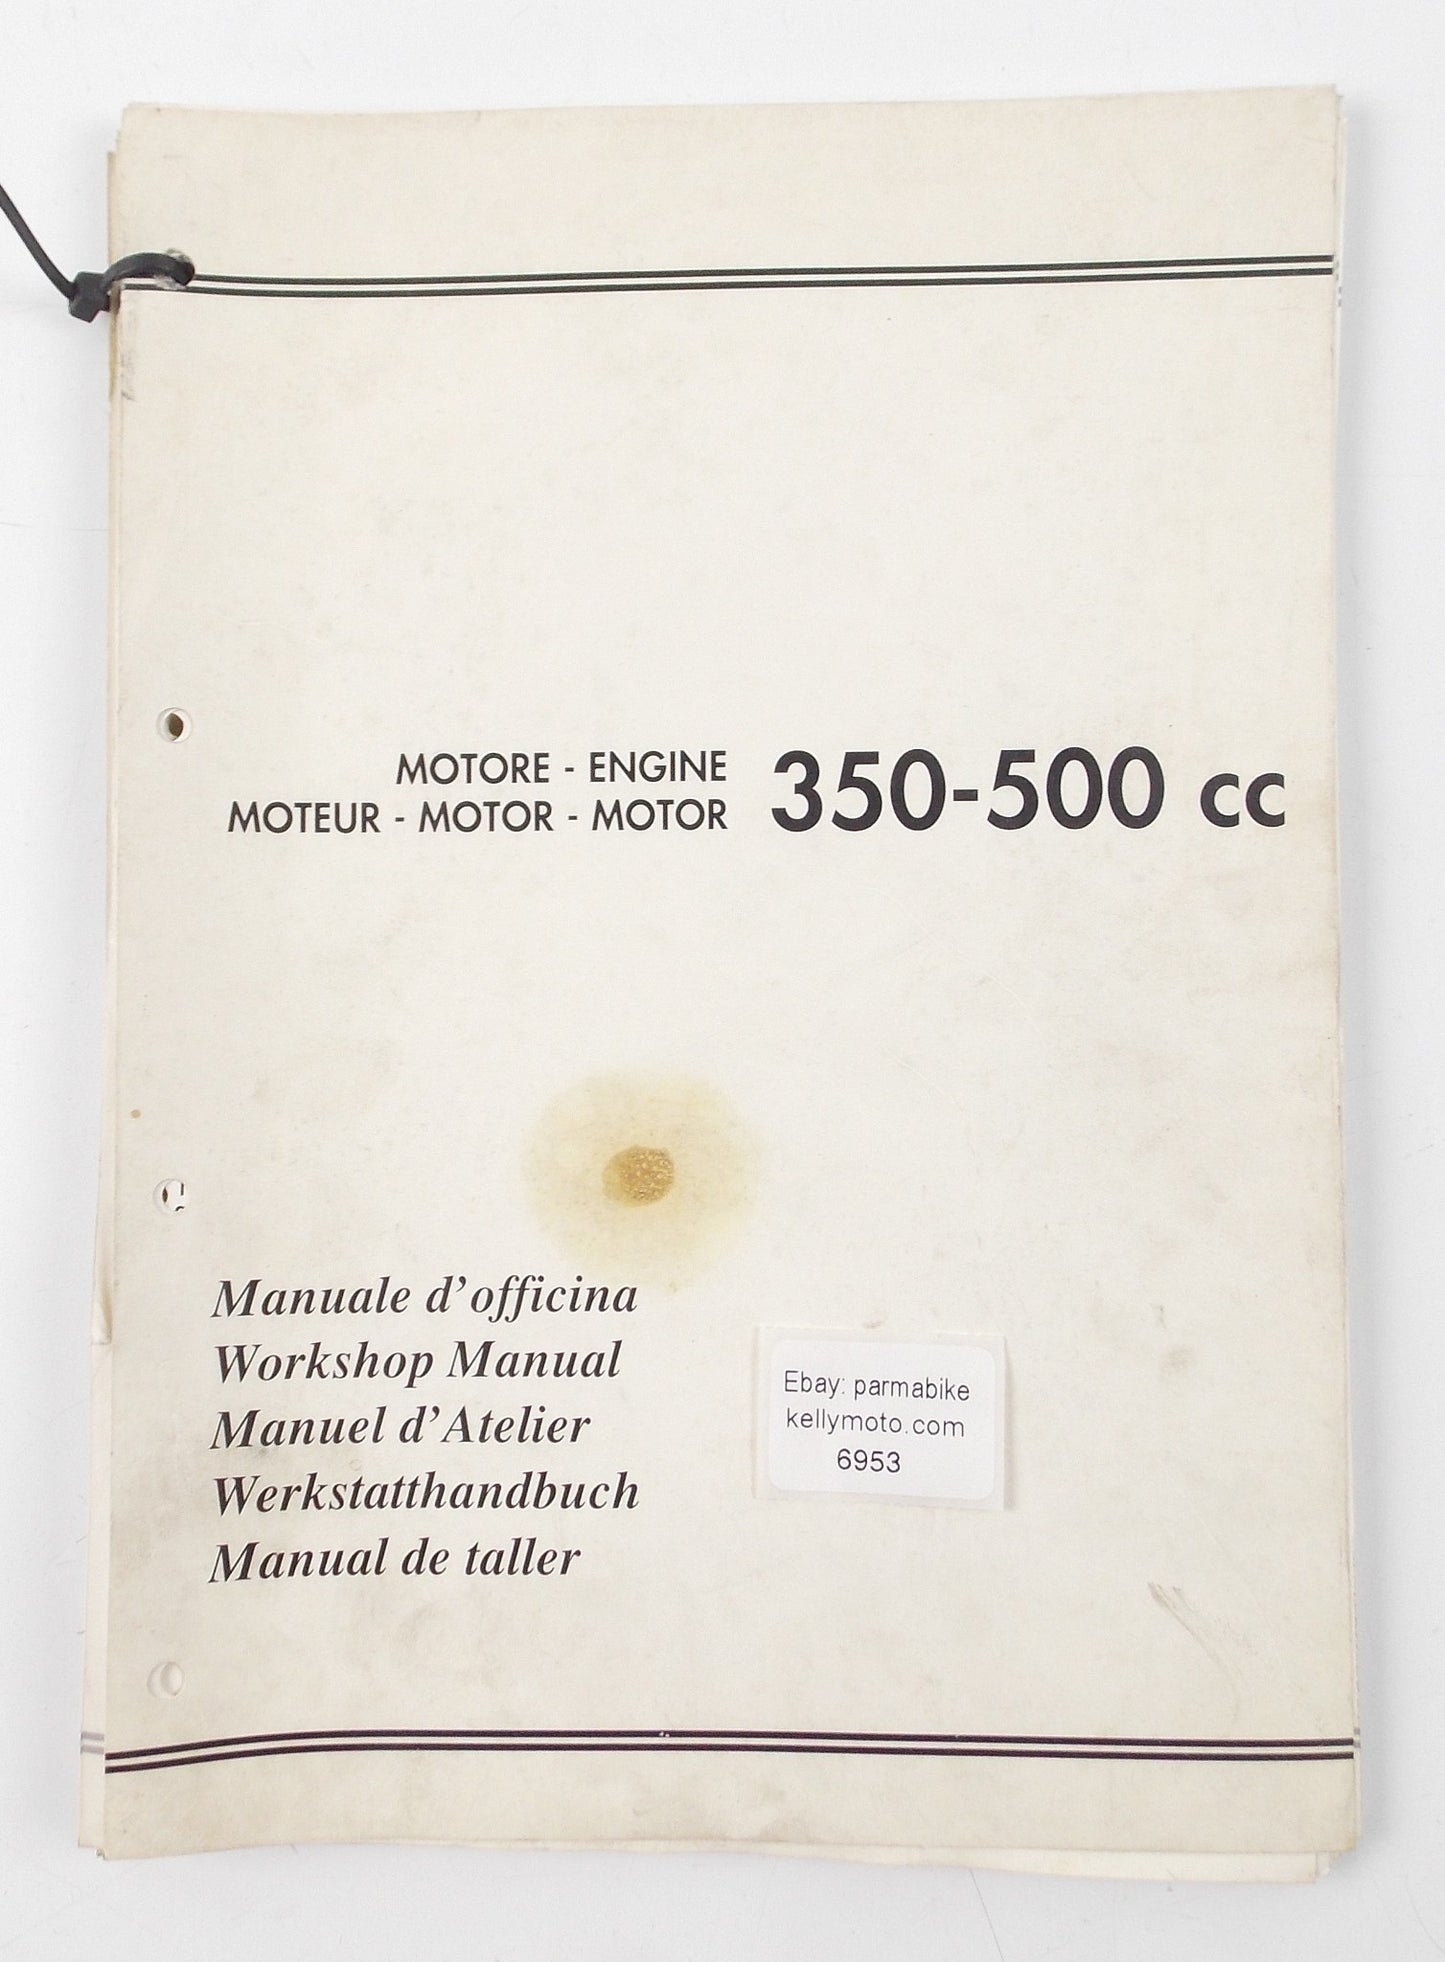 MOTORE - ENGINE
MOTEUR - MOTOR - MOTOR
350-500 cc
Manuale d'officina
Workshop Manual
Manuel d'Atelier
Werkstatthandbuch
Manual de taller
Ebay: parmabike
kellymoto.com
6953